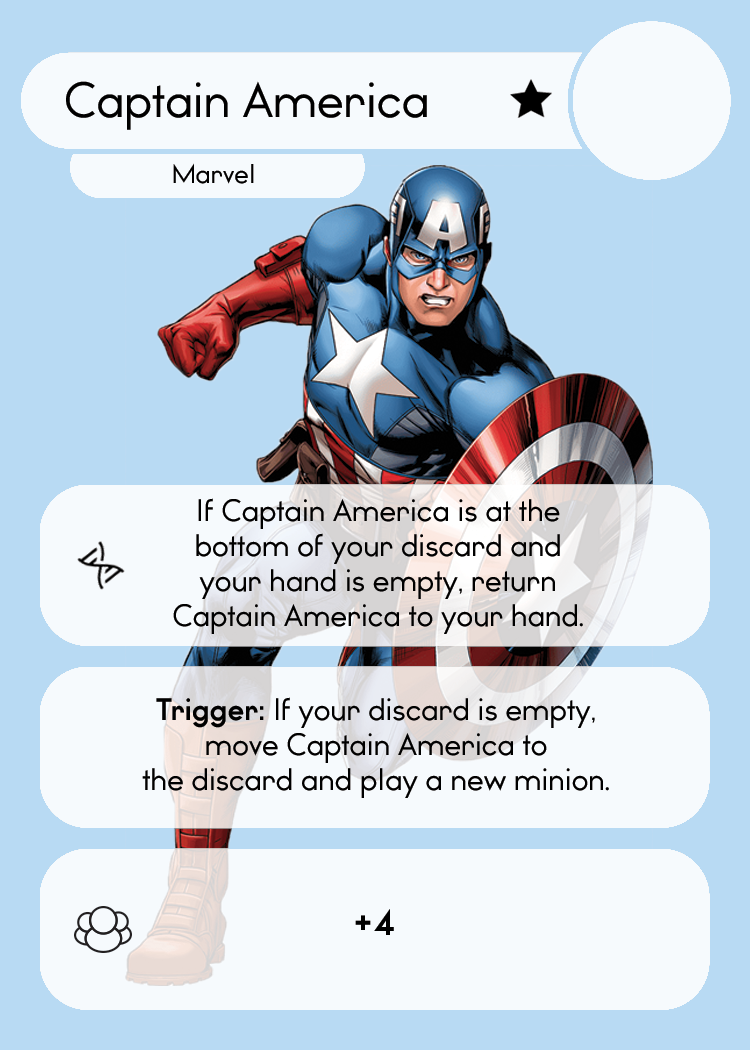 Captain America
Marvel
A
If Captain America is at the
bottom of your discard and
your hand is empty, return
Captain America to your hand.
Trigger: If your discard is empty,
move Captain America to
the discard and play a new minion.
+4